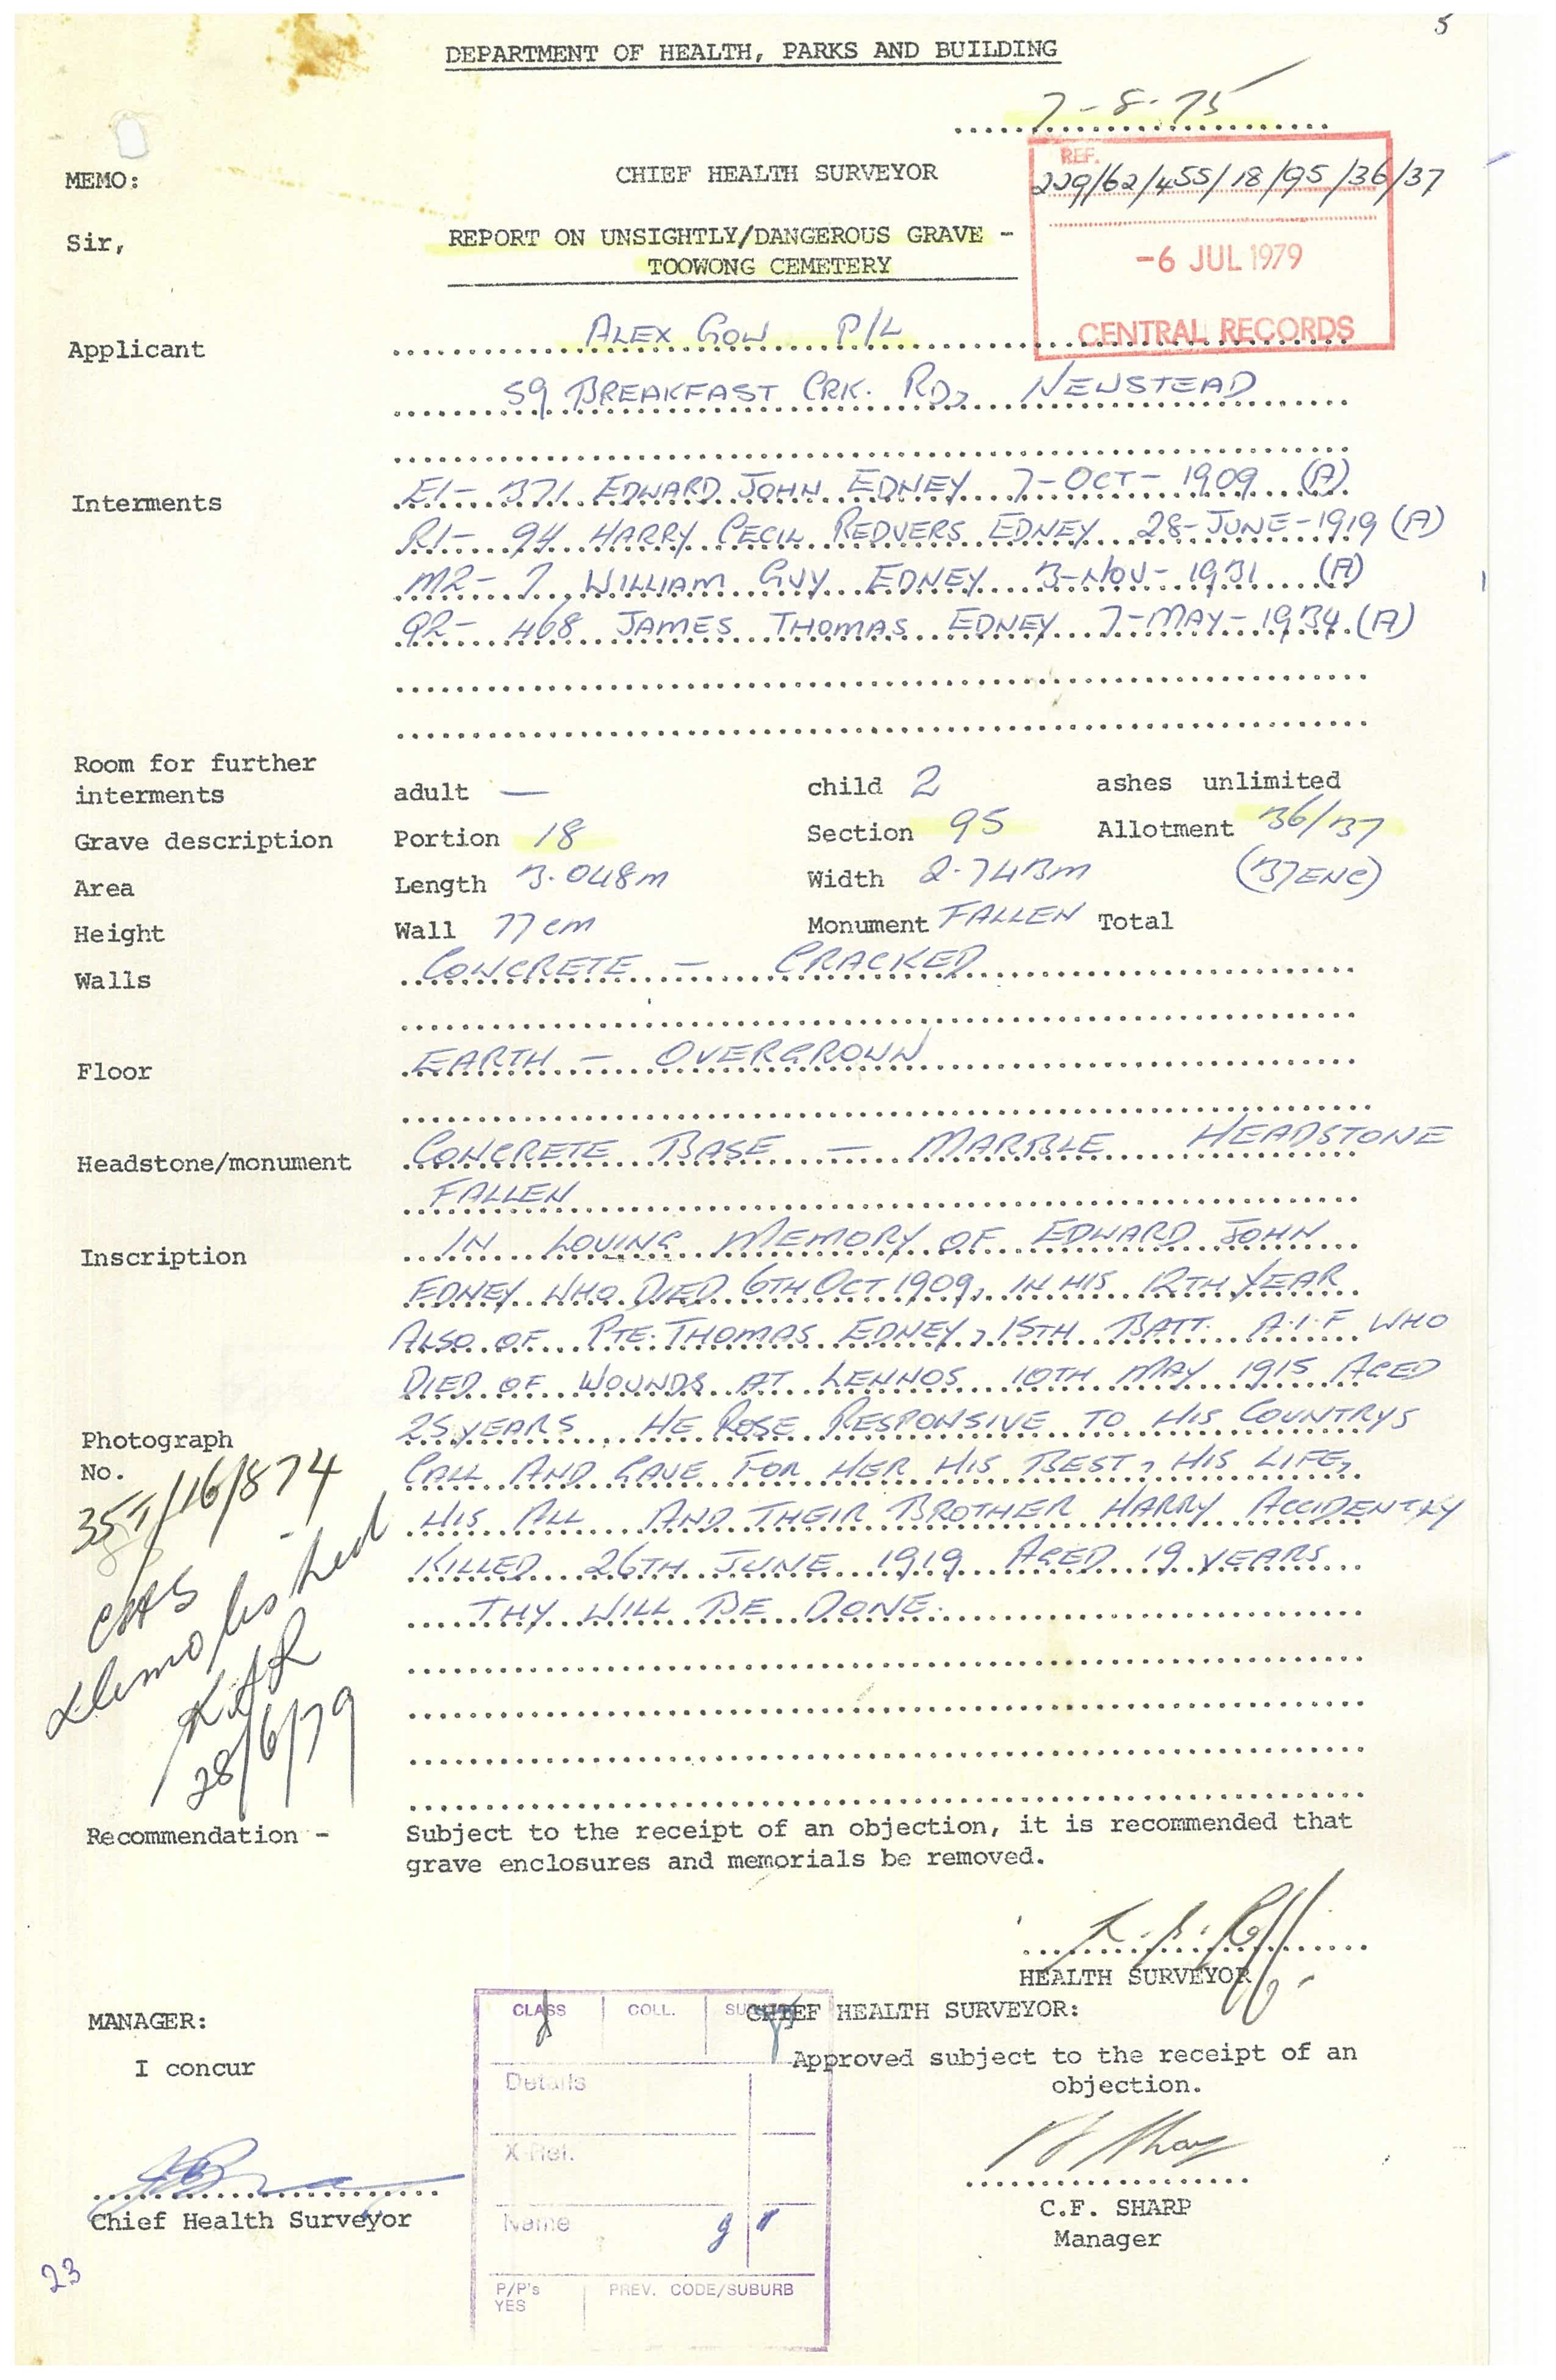 5
DEPARTMENT OF HEALTH, PARKS AND BUILDING
7-8-75
REF.
229/62/455/18/95/36/37
-6 JUL 1979
CENTRAL RECORDS
MEMO:
CHIEF HEALTH SURVEYOR
Sir,
REPORT ON UNSIGHTLY/DANGEROUS GRAVE -
TOOWONG CEMETERY
Applicant ALEX GOW P/L
59 BREAKFAST CRK. RD, NEWSTEAD
Interments E1- 371 EDWARD JOHN EDNEY 7-OCT-1909 (A)
R1- 94 HARRY CECIL REDVERS EDNEY 28-JUNE-1919 (A)
M2- 7 WILLIAM GUY EDNEY 3-NOV-1931 (A)
Q2- 468 JAMES THOMAS EDNEY 7-MAY-1934 (A)
Room for further
interments adult — child 2 ashes unlimited
Grave description Portion 18 Section 95 Allotment 36/37
Area Length 3.048m Width 2.743m (37 ENC)
Height Wall 77cm Monument FALLEN Total
Walls CONCRETE - CRACKED
Floor EARTH - OVERGROWN
Headstone/monument CONCRETE BASE - MARBLE HEADSTONE
FALLEN
Inscription IN LOVING MEMORY OF EDWARD JOHN
EDNEY WHO DIED 6TH OCT 1909, IN HIS 12TH YEAR
ALSO OF PTE. THOMAS EDNEY, 15TH BATT. A.I.F WHO
DIED OF WOUNDS AT LENNOS 10TH MAY 1915 AGED
25 YEARS HE ROSE RESPONSIVE TO HIS COUNTRYS
CALL AND GAVE FOR HER HIS BEST, HIS LIFE,
HIS ALL AND THEIR BROTHER HARRY ACCIDENTLY
KILLED 26TH JUNE 1919 AGED 19 YEARS
THY WILL BE DONE.
Photograph
No.
/16/874
demolished
28/6/79
Recommendation - Subject to the receipt of an objection, it is recommended that
grave enclosures and memorials be removed.
HEALTH SURVEYOR
MANAGER:
CHIEF HEALTH SURVEYOR:
I concur
Approved subject to the receipt of an
objection.
Chief Health Surveyor
C.F. SHARP
Manager
CLASS COLL.
Details
X-Ref.
Name
P/P's PREV. CODE/SUBURB
YES
23